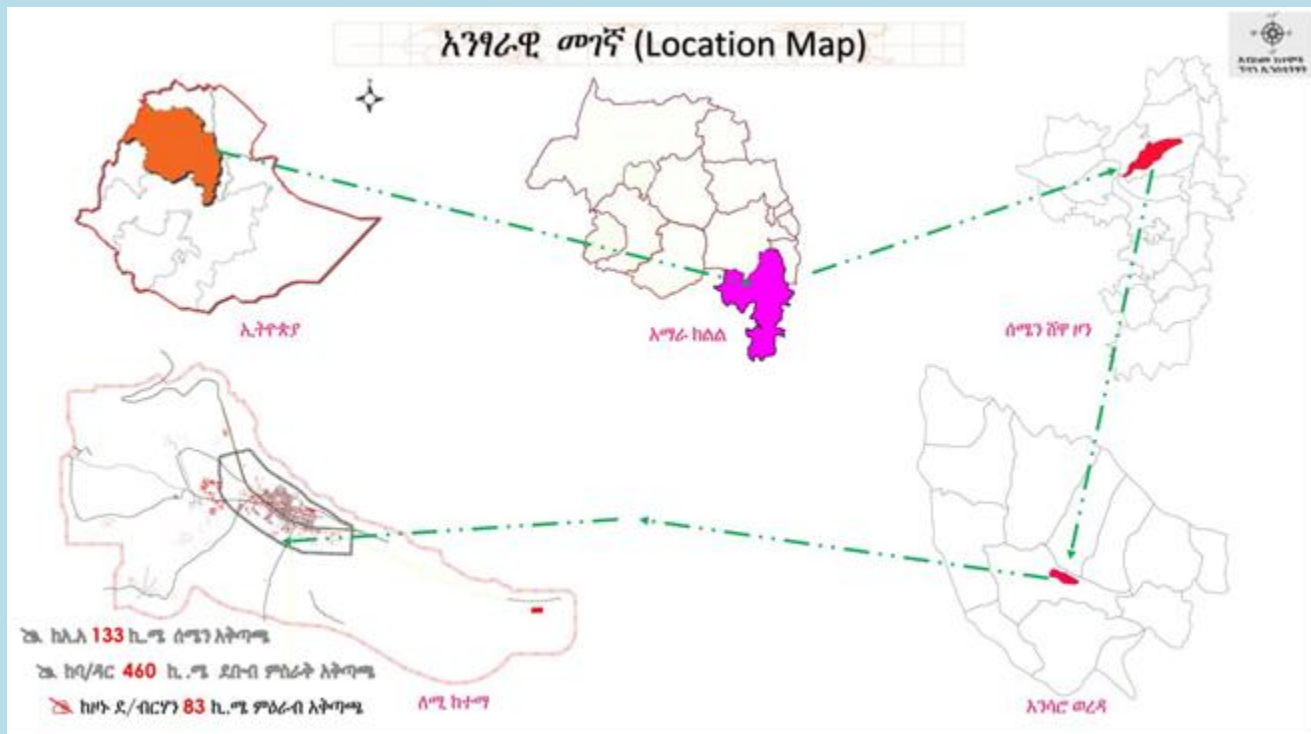 አንፃራዊ መገኛ (Location Map)
ኢትዮጵያ
አማራ ክልል
ሰሜን ሸዋ ዞን
ከአ.አ 133 ኪ.ሜ ሰሜን አቅጣጫ
ከባ/ዳር 460 ኪ.ሜ ደቡብ ምስራቅ አቅጣጫ
ከዞኑ ደ/ብርሃን 83 ኪ.ሜ ምዕራብ አቅጣጫ
ለሚ ከተማ
አንሳሮ ወረዳ